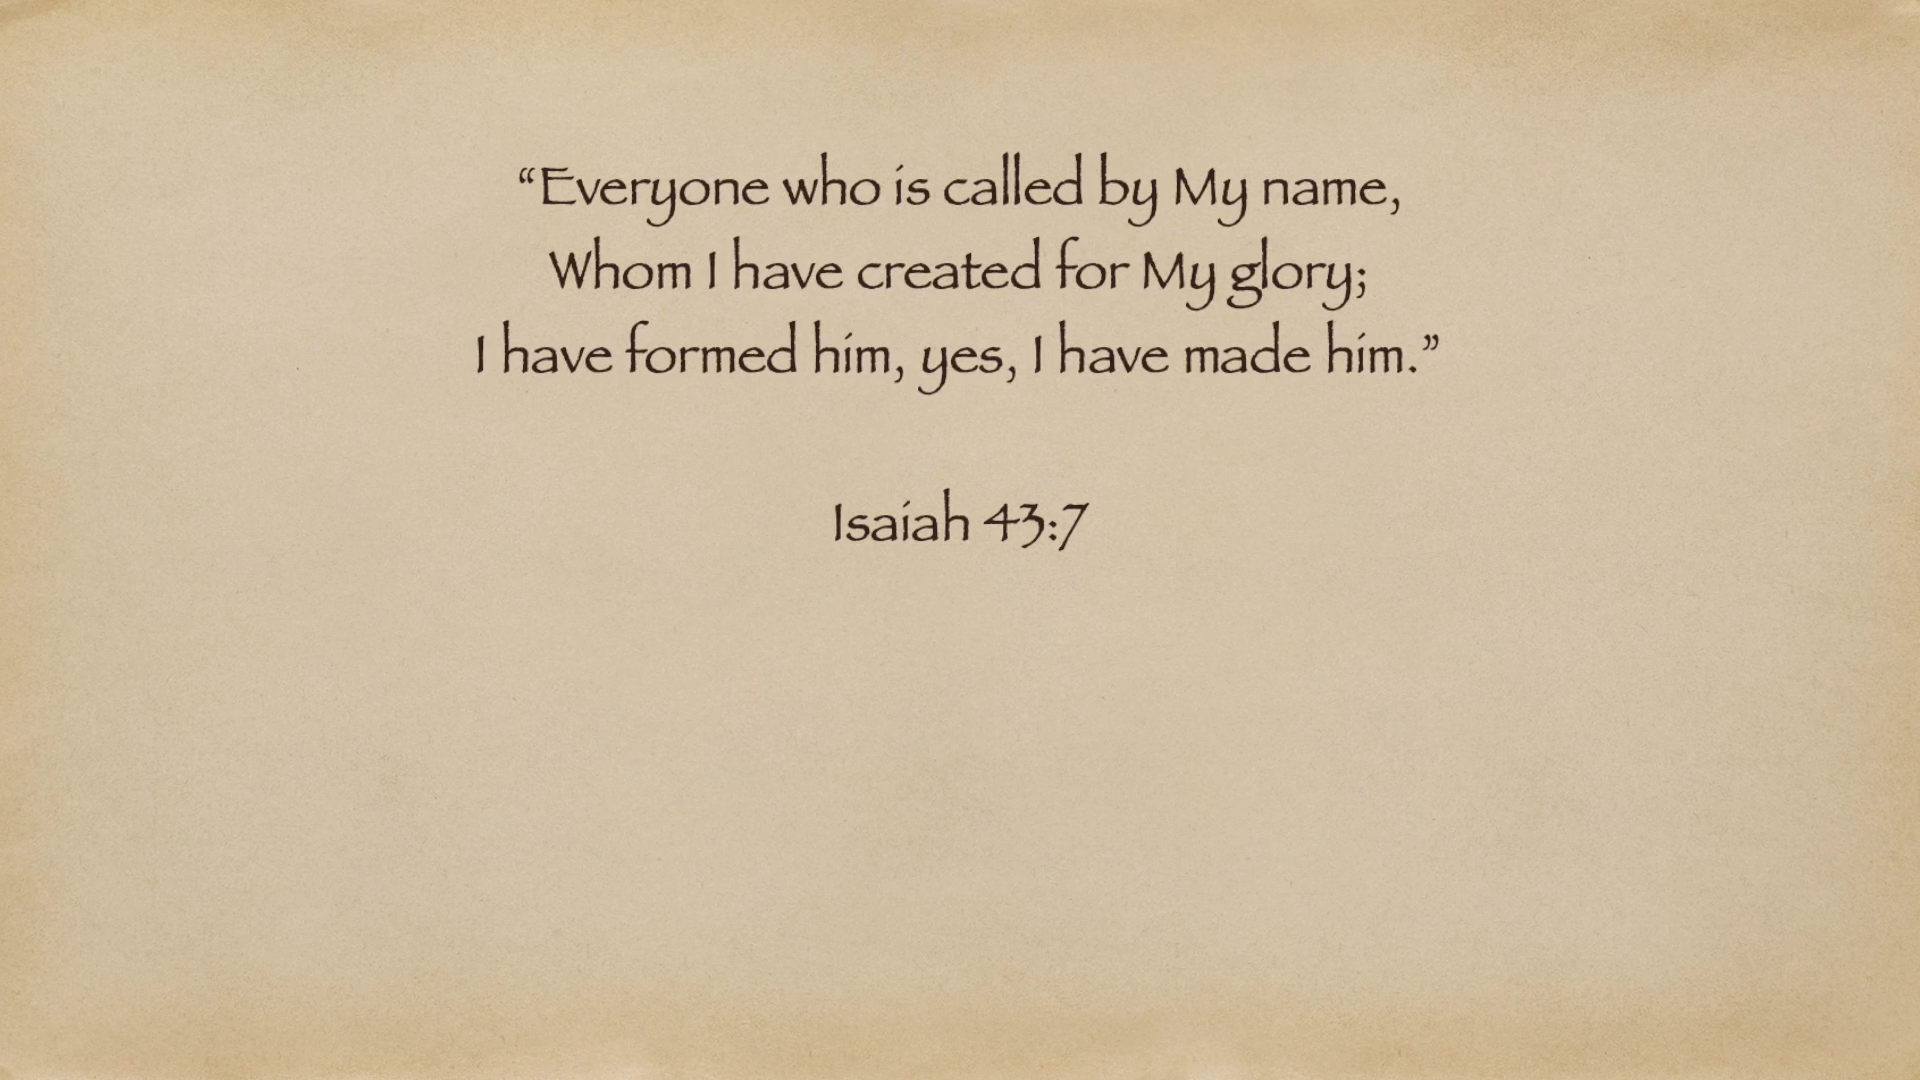 “Everyone who is called by My name,
Whom I have created for My glory;
I have formed him, yes, I have made him.”
Isaiah 43:7